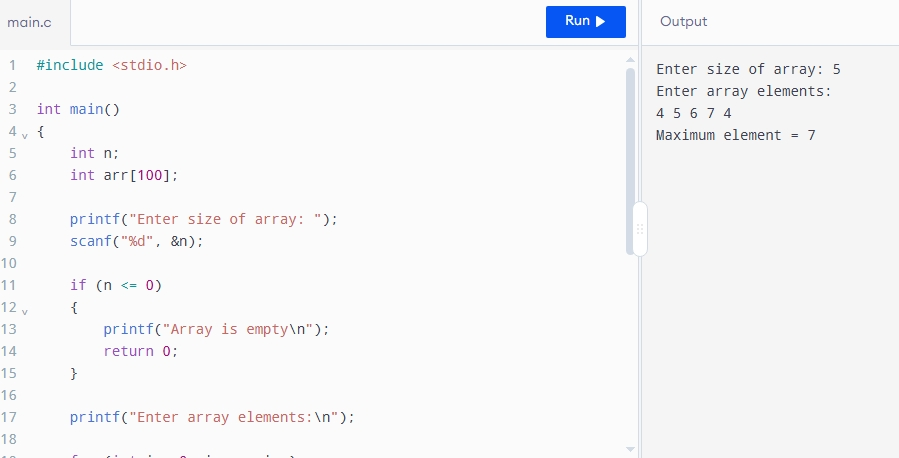 main.c
Run
Output
1 #include <stdio.h>
2
3 int main()
4 {
5     int n;
6     int arr[100];
7
8     printf("Enter size of array: ");
9     scanf("%d", &n);
10
11     if (n <= 0)
12     {
13         printf("Array is empty\n");
14         return 0;
15     }
16
17     printf("Enter array elements:\n");
18
Enter size of array: 5
Enter array elements:
4 5 6 7 4
Maximum element = 7